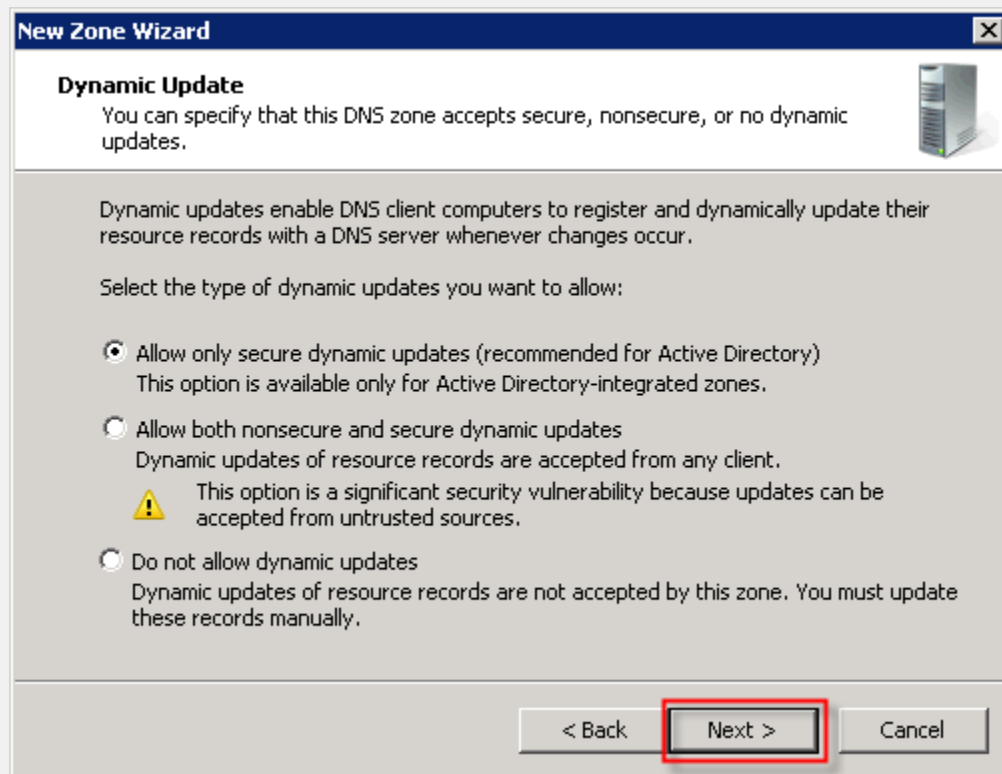 New Zone Wizard
Dynamic Update
You can specify that this DNS zone accepts secure, nonsecure, or no dynamic
updates.
Dynamic updates enable DNS client computers to register and dynamically update their
resource records with a DNS server whenever changes occur.
Select the type of dynamic updates you want to allow:
Allow only secure dynamic updates (recommended for Active Directory)
This option is available only for Active Directory-integrated zones.
Allow both nonsecure and secure dynamic updates
Dynamic updates of resource records are accepted from any client.
This option is a significant security vulnerability because updates can be
accepted from untrusted sources.
Do not allow dynamic updates
Dynamic updates of resource records are not accepted by this zone. You must update
these records manually.
< Back Next > Cancel